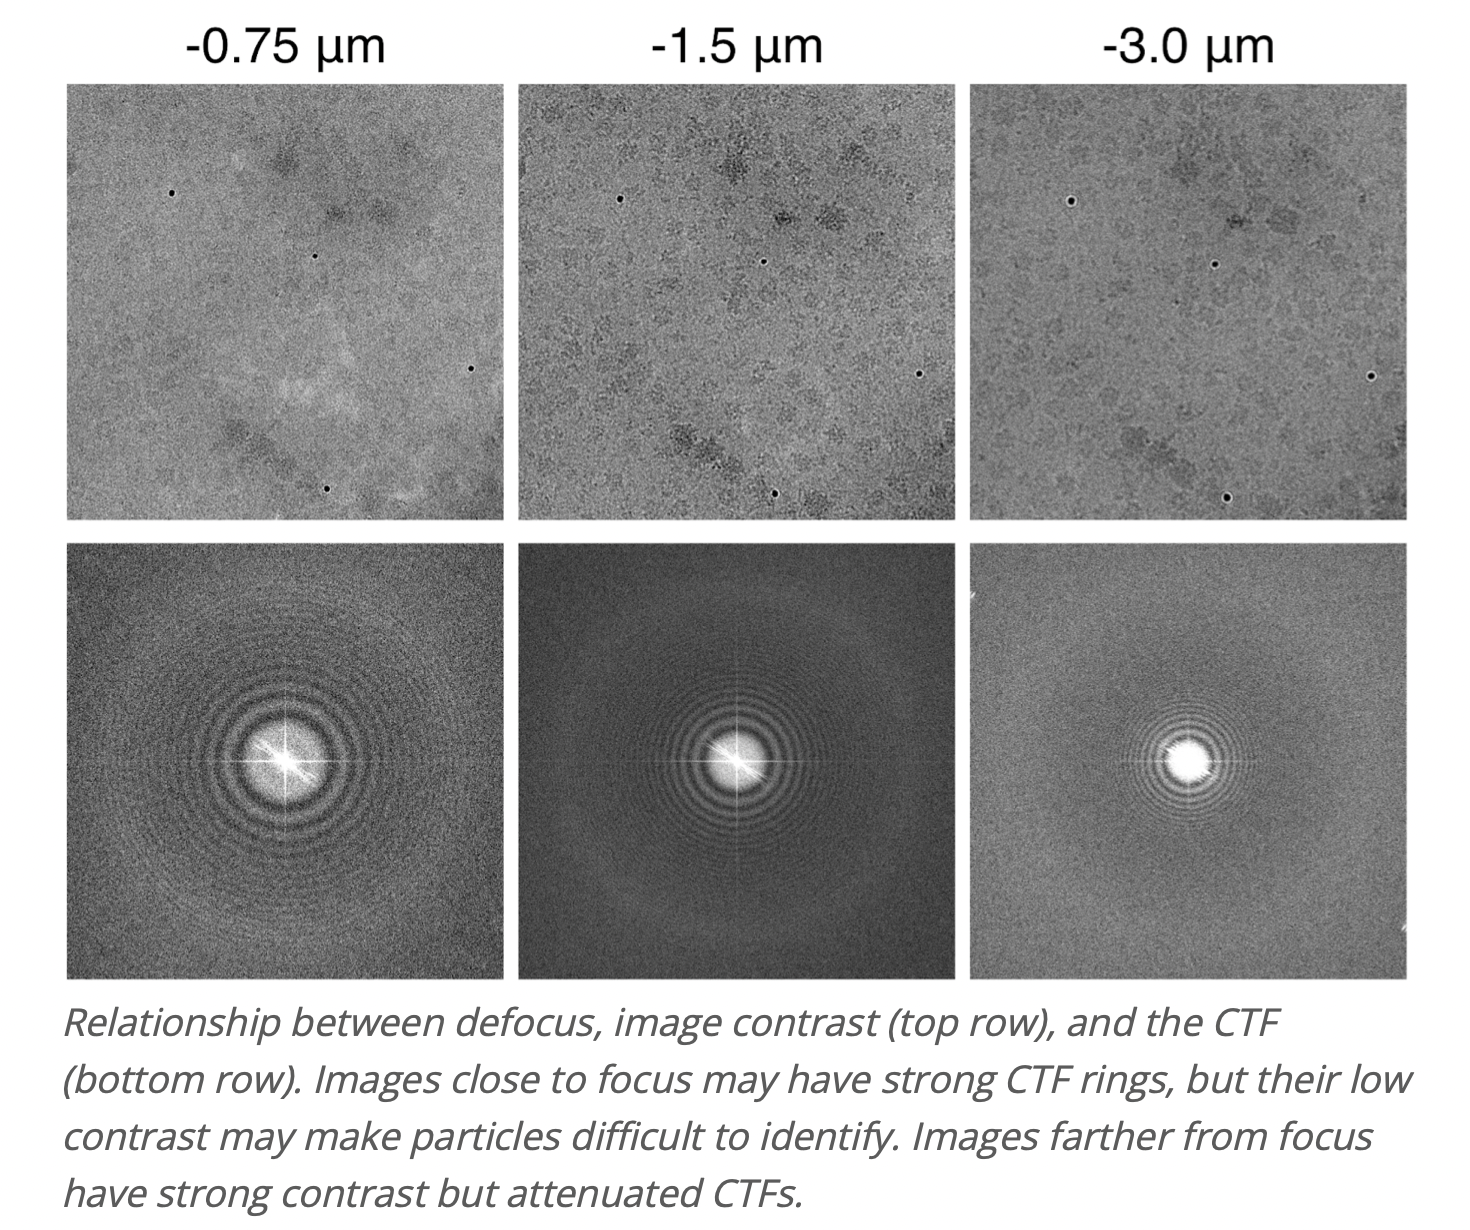 -0.75 μm
-1.5 μm
-3.0 μm
Relationship between defocus, image contrast (top row), and the CTF
(bottom row). Images close to focus may have strong CTF rings, but their low
contrast may make particles difficult to identify. Images farther from focus
have strong contrast but attenuated CTFs.